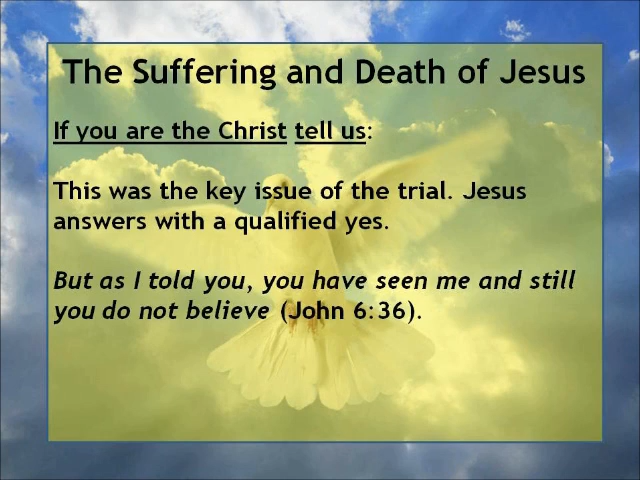 The Suffering and Death of Jesus
If you are the Christ tell us:
This was the key issue of the trial. Jesus
answers with a qualified yes.
But as I told you, you have seen me and still
you do not believe (John 6:36).